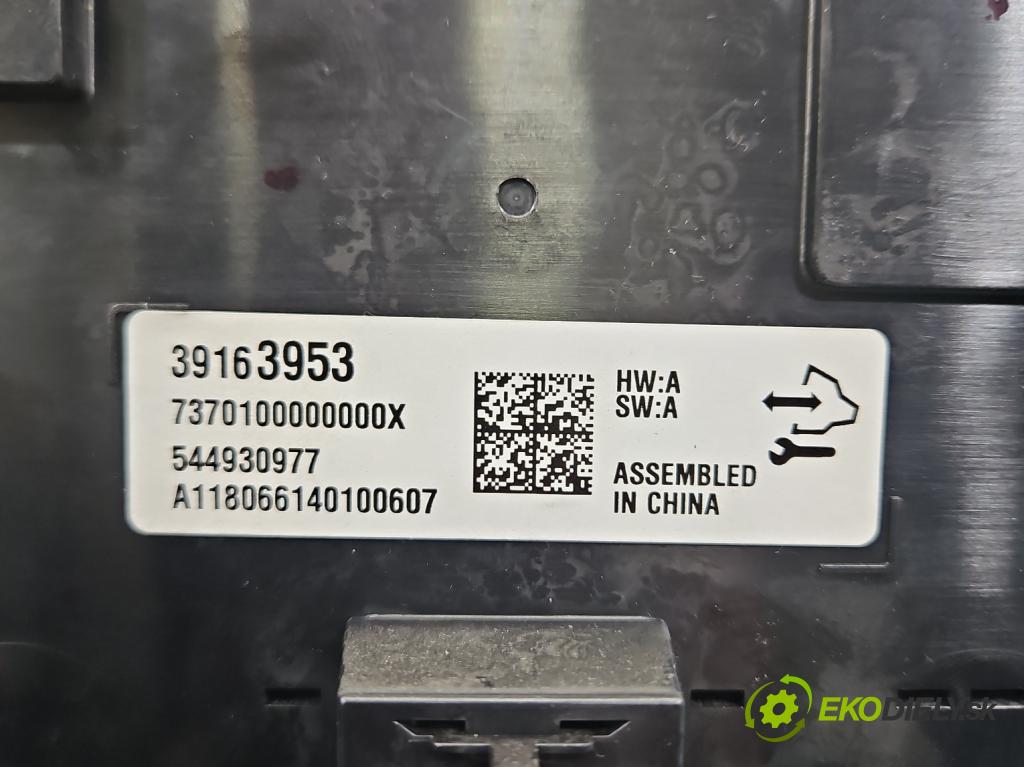 39163953
7370100000000X
544930977
A118066140100607
HW:A
SW:A
ASSEMBLED
IN CHINA
EKODIELY.SK